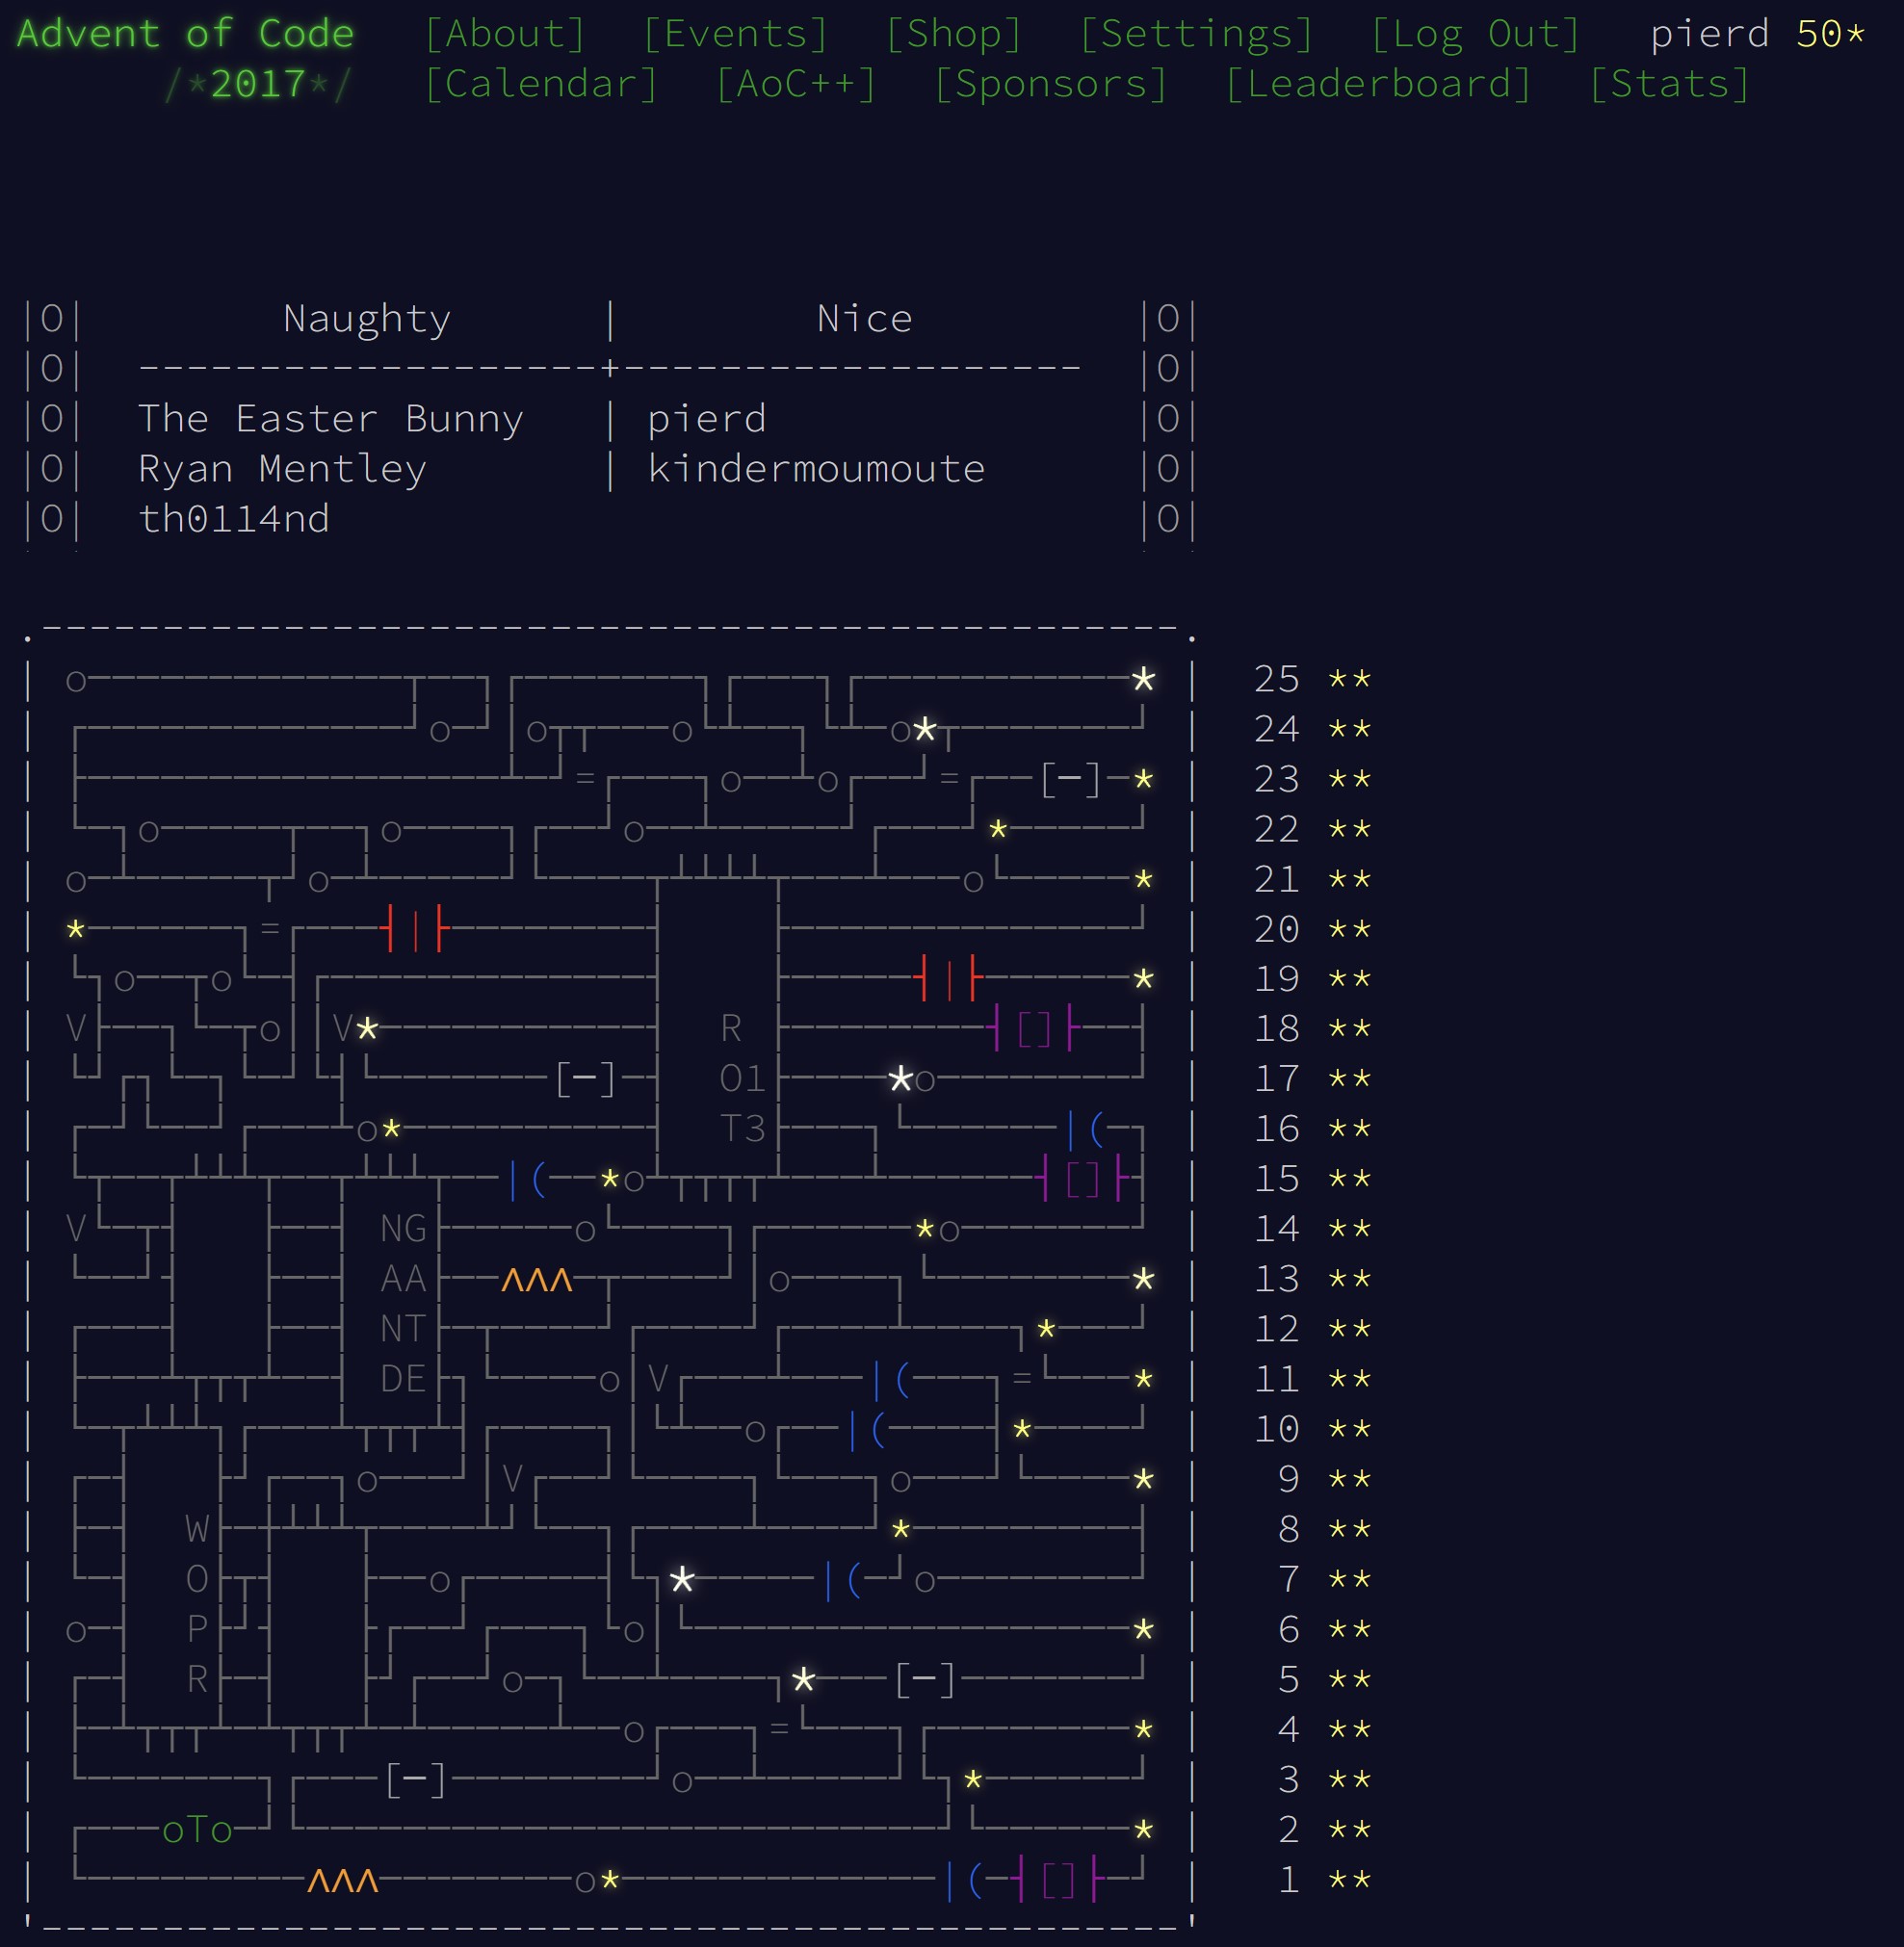 Advent of Code [About] [Events] [Shop] [Settings] [Log Out] pierd 50*
/*2017*/ [Calendar] [AoC++] [Sponsors] [Leaderboard] [Stats]
|O| Naughty | Nice |O|
|O| -------------------+------------------- |O|
|O| The Easter Bunny | pierd |O|
|O| Ryan Mentley | kindermoumoute |O|
|O| th0114nd |O|
25 **
24 **
[─] 23 **
22 **
21 **
= 20 **
19 **
V V R [] 18 **
[─] O1 17 **
T3 |( 16 **
|( [] 15 **
V NG 14 **
AA 13 **
NT 12 **
DE V |( = 11 **
|( 10 **
V 9 **
W 8 **
O |( 7 **
P 6 **
R [─] 5 **
= 4 **
[─] 3 **
oTo 2 **
|( [] 1 **